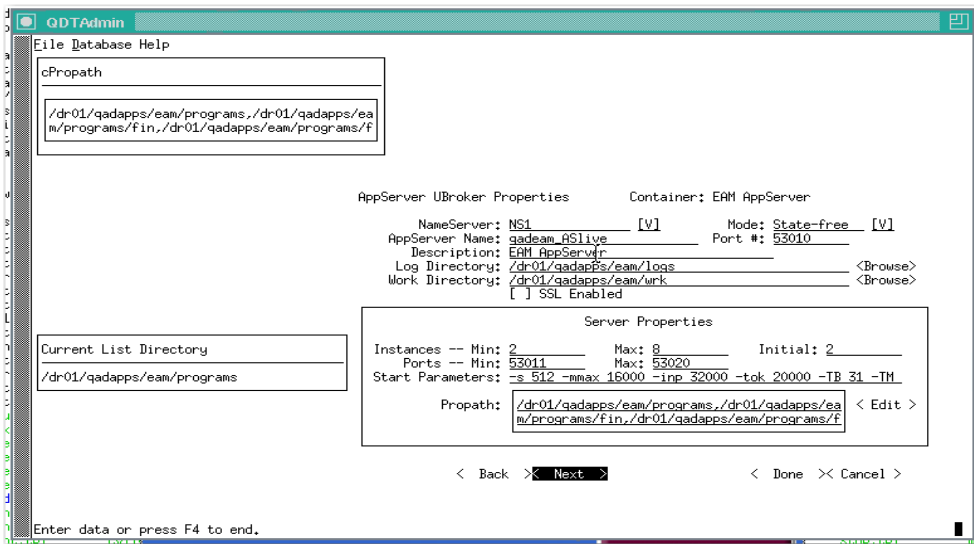 QDTAdmin
File Database Help
cPropath
/dr01/qadapps/eam/programs,/dr01/qadapps/ea
m/programs/fin,/dr01/qadapps/eam/programs/f
AppServer UBroker Properties Container: EAM AppServer
NameServer: NS1 [V] Mode: State-free [V]
AppServer Name: qadeam_ASlive Port #: 53010
Description: EAM AppServer
Log Directory: /dr01/qadapps/eam/logs <Browse>
Work Directory: /dr01/qadapps/eam/wrk <Browse>
[ ] SSL Enabled
Server Properties
Current List Directory
/dr01/qadapps/eam/programs
Instances -- Min: 2 Max: 8 Initial: 2
Ports -- Min: 53011 Max: 53020
Start Parameters: -s 512 -mmax 16000 -inp 32000 -tok 20000 -TB 31 -TM
Propath: /dr01/qadapps/eam/programs,/dr01/qadapps/ea < Edit >
m/programs/fin,/dr01/qadapps/eam/programs/f
< Back >< Next > < Done >< Cancel >
Enter data or press F4 to end.